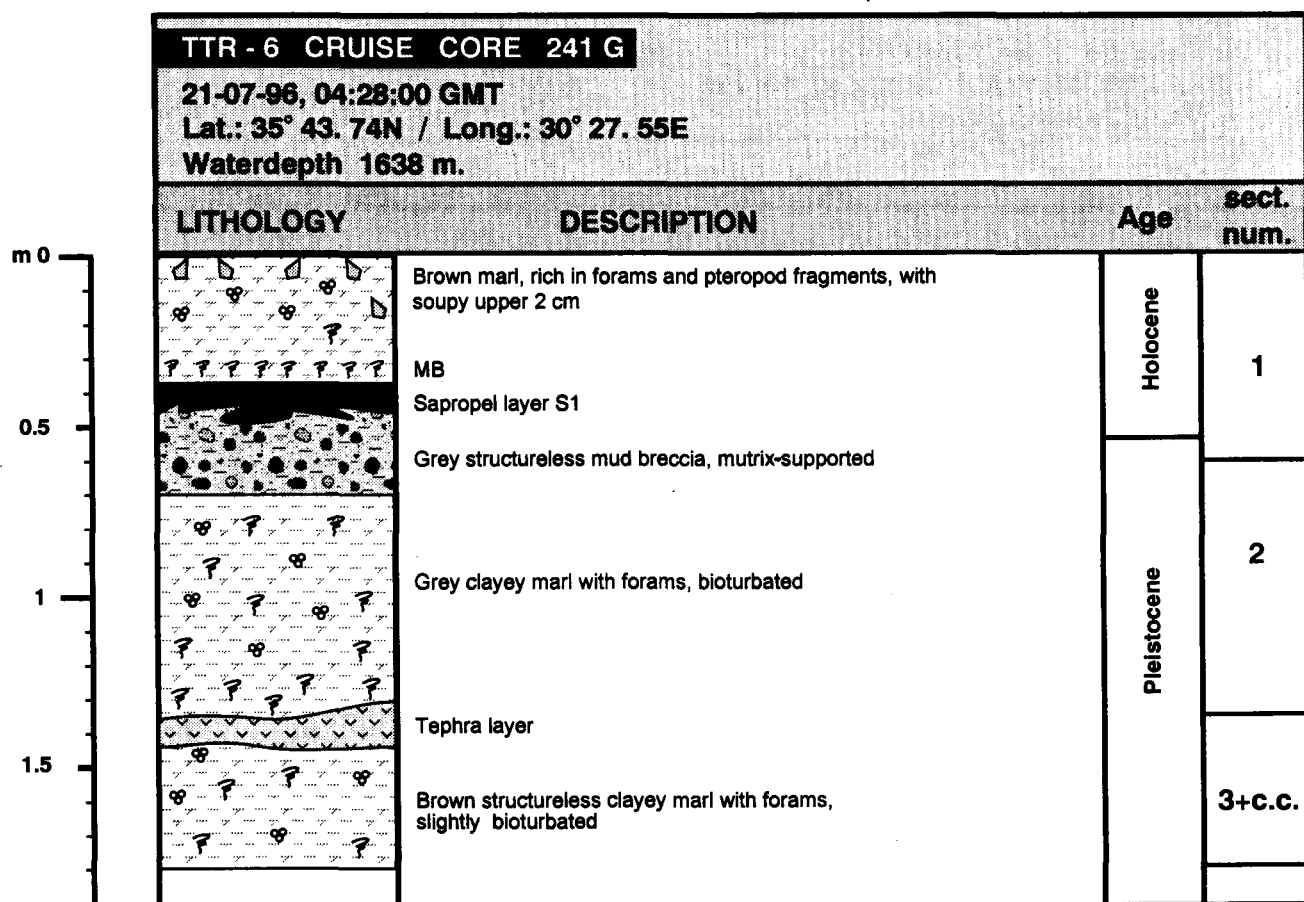 TTR - 6 CRUISE CORE 241 G
21-07-96, 04:28:00 GMT
Lat.: 35° 43. 74N / Long.: 30° 27. 55E
Waterdepth 1638 m.
LITHOLOGY DESCRIPTION Age sect. num.
m 0
Brown marl, rich in forams and pteropod fragments, with
soupy upper 2 cm
Holocene
1
MB
Sapropel layer S1
0.5
Grey structureless mud breccia, mutrix-supported
2
Grey clayey marl with forams, bioturbated
1
Pleistocene
Tephra layer
1.5
Brown structureless clayey marl with forams,
slightly bioturbated
3+c.c.